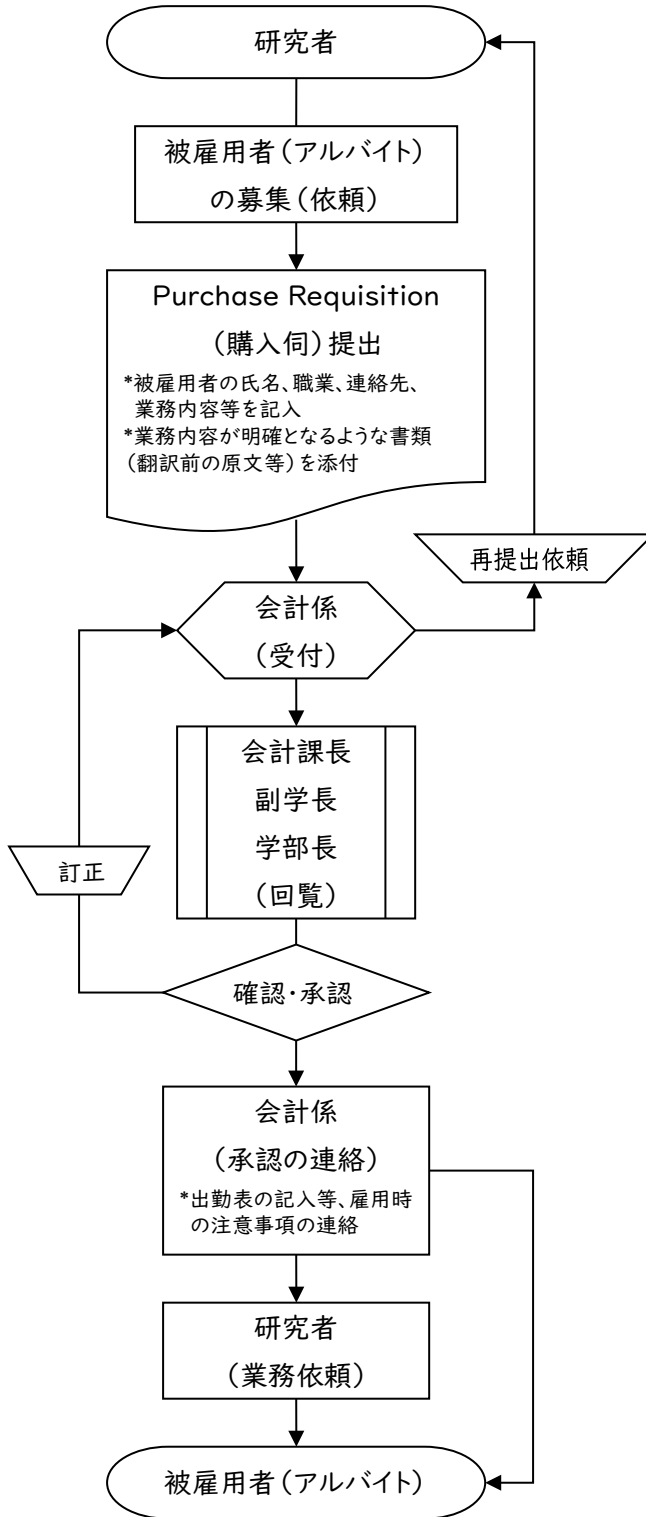 研究者
被雇用者（アルバイト）
の募集（依頼）
Purchase Requisition
（購入伺）提出
*被雇用者の氏名、職業、連絡先、
業務内容等を記入
*業務内容が明確となるような書類
（翻訳前の原文等）を添付
再提出依頼
会計係
（受付）
会計課長
副学長
学部長
（回覧）
訂正
確認・承認
会計係
（承認の連絡）
*出勤表の記入等、雇用時
の注意事項の連絡
研究者
（業務依頼）
被雇用者（アルバイト）